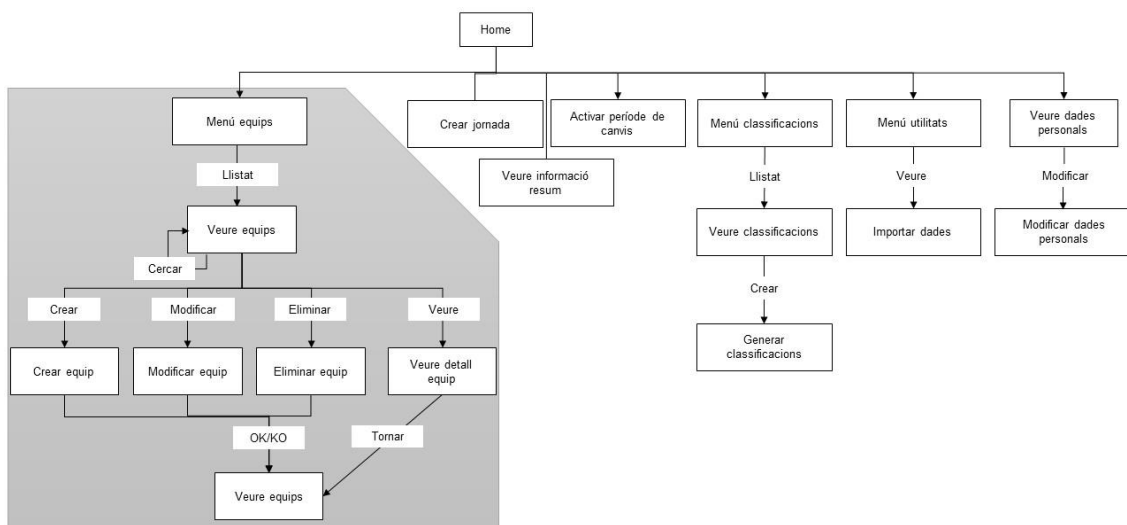 Home
Menú equips
Crear jornada
Activar període de
canvis
Menú classificacions
Menú utilitats
Veure dades
personals
Veure informació
resum
Llistat
Llistat
Veure
Modificar
Veure equips
Veure classificacions
Importar dades
Modificar dades
personals
Cercar
Crear
Crear
Modificar
Eliminar
Veure
Generar
classificacions
Crear equip
Modificar equip
Eliminar equip
Veure detall
equip
OK/KO
Tornar
Veure equips